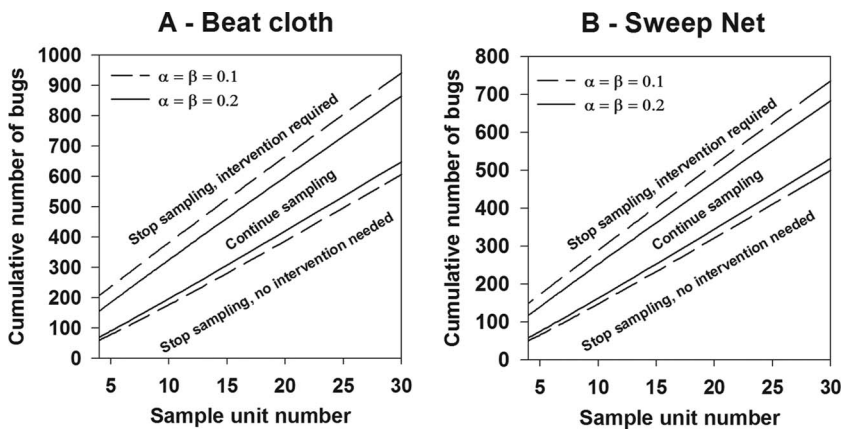 A - Beat cloth
1000
900
800
700
600
500
400
300
200
100
0
Cumulative number of bugs
α = β = 0.1
α = β = 0.2
Stop sampling, intervention required
Continue sampling
Stop sampling, no intervention needed
5 10 15 20 25 30
Sample unit number
B - Sweep Net
800
700
600
500
400
300
200
100
0
Cumulative number of bugs
α = β = 0.1
α = β = 0.2
Stop sampling, intervention required
Continue sampling
Stop sampling, no intervention needed
5 10 15 20 25 30
Sample unit number